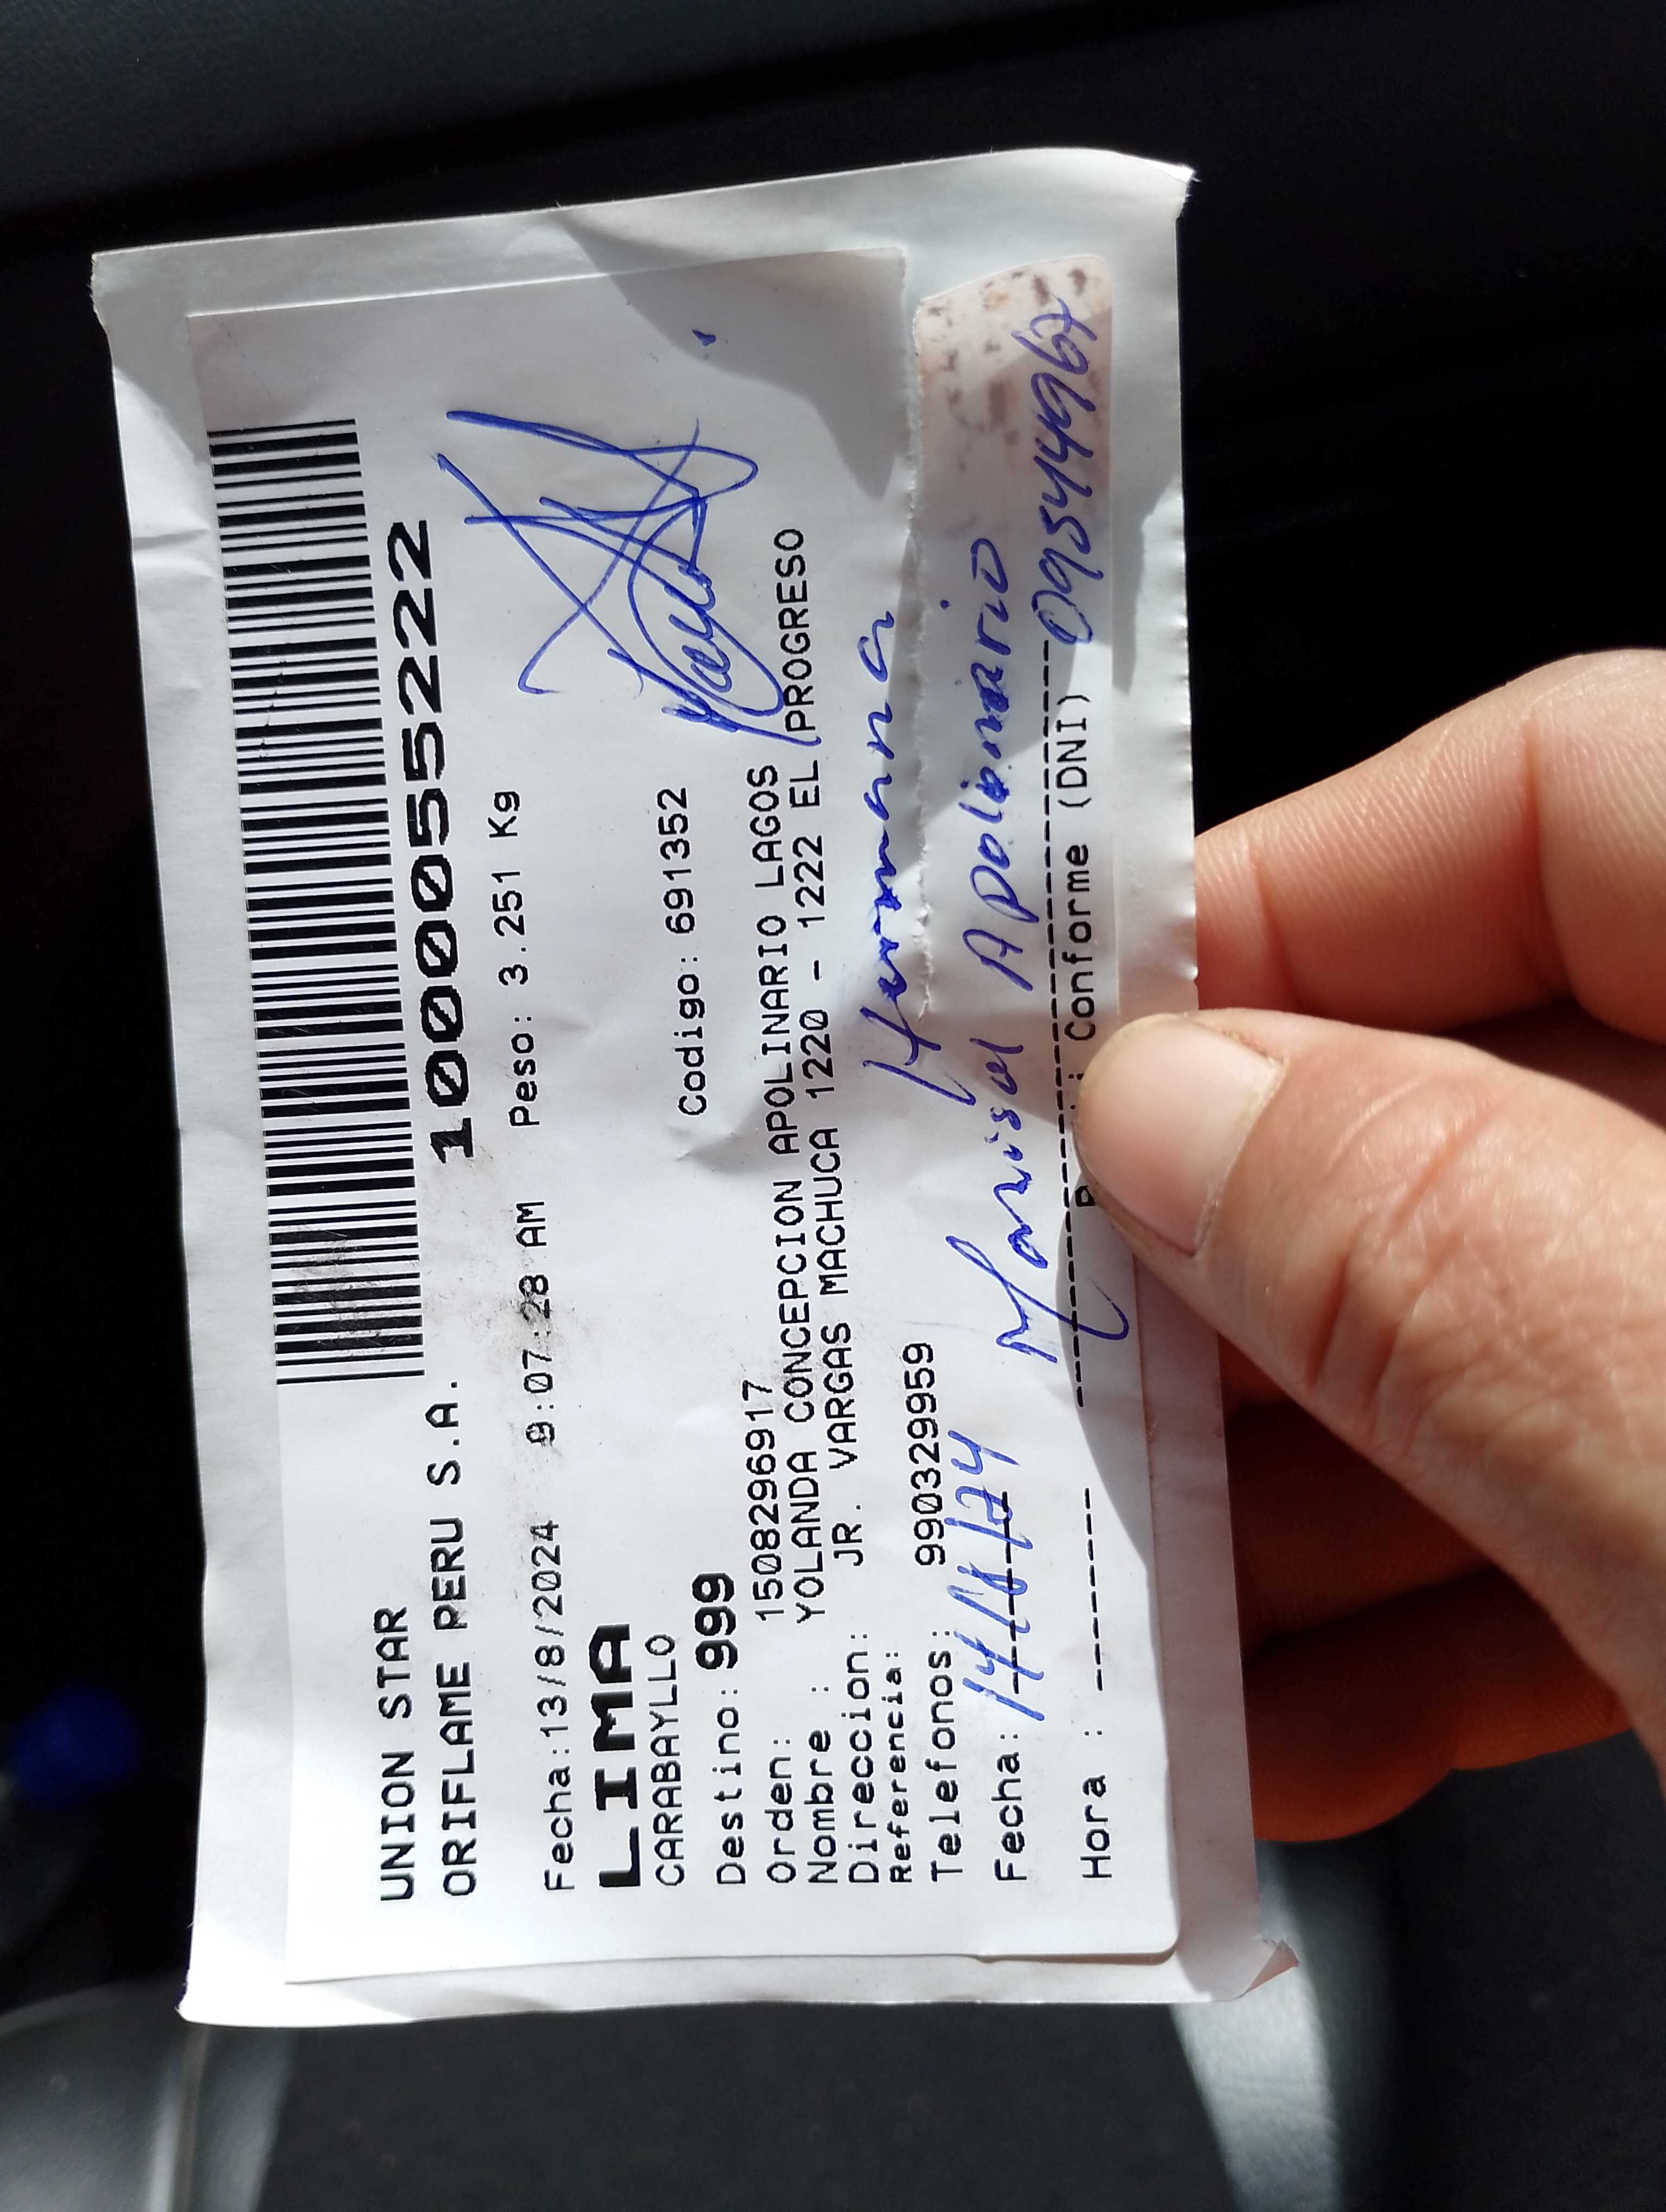 1000055222
UNION STAR
ORIFLAME PERU S.A.
Fecha:13/8/2024 9:07:28 AM Peso: 3.251 Kg
LIMA
CARABAYLLO
Destino: 999 Codigo: 691352
Orden: 1508296917
Nombre : YOLANDA CONCEPCION APOLINARIO LAGOS
Direccion: JR. VARGAS MACHUCA 1220 - 1222 EL PROGRESO
Referencia:
Telefonos: 990329959
Hermana
Fecha: 14/8/24 Marisol Apolinario
Hora : Conforme (DNI) 09544967